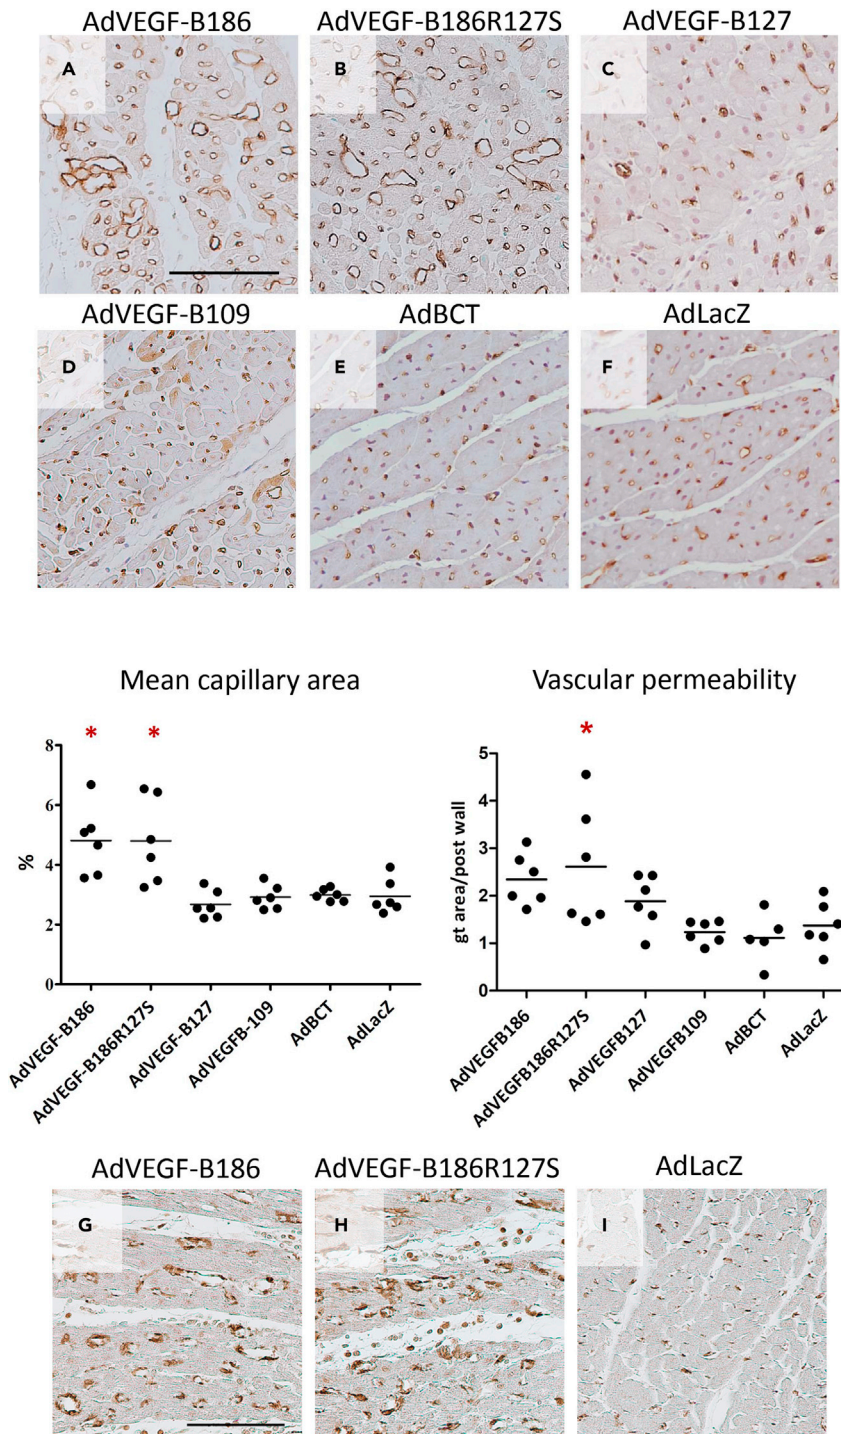 AdVEGF-B186 AdVEGF-B186R127S AdVEGF-B127
A B C
AdVEGF-B109 AdBCT AdLacZ
D E F
Mean capillary area
*
*
8
6
4
2
0
%
AdVEGF-B186
AdVEGF-B186R127S
AdVEGF-B127
AdVEGFB-109
AdBCT
AdLacZ
Vascular permeability
*
5
4
3
2
1
0
gt area/post wall
AdVEGFB186
AdVEGFB186R127S
AdVEGFB127
AdVEGFB109
AdBCT
AdLacZ
AdVEGF-B186 AdVEGF-B186R127S AdLacZ
G H I